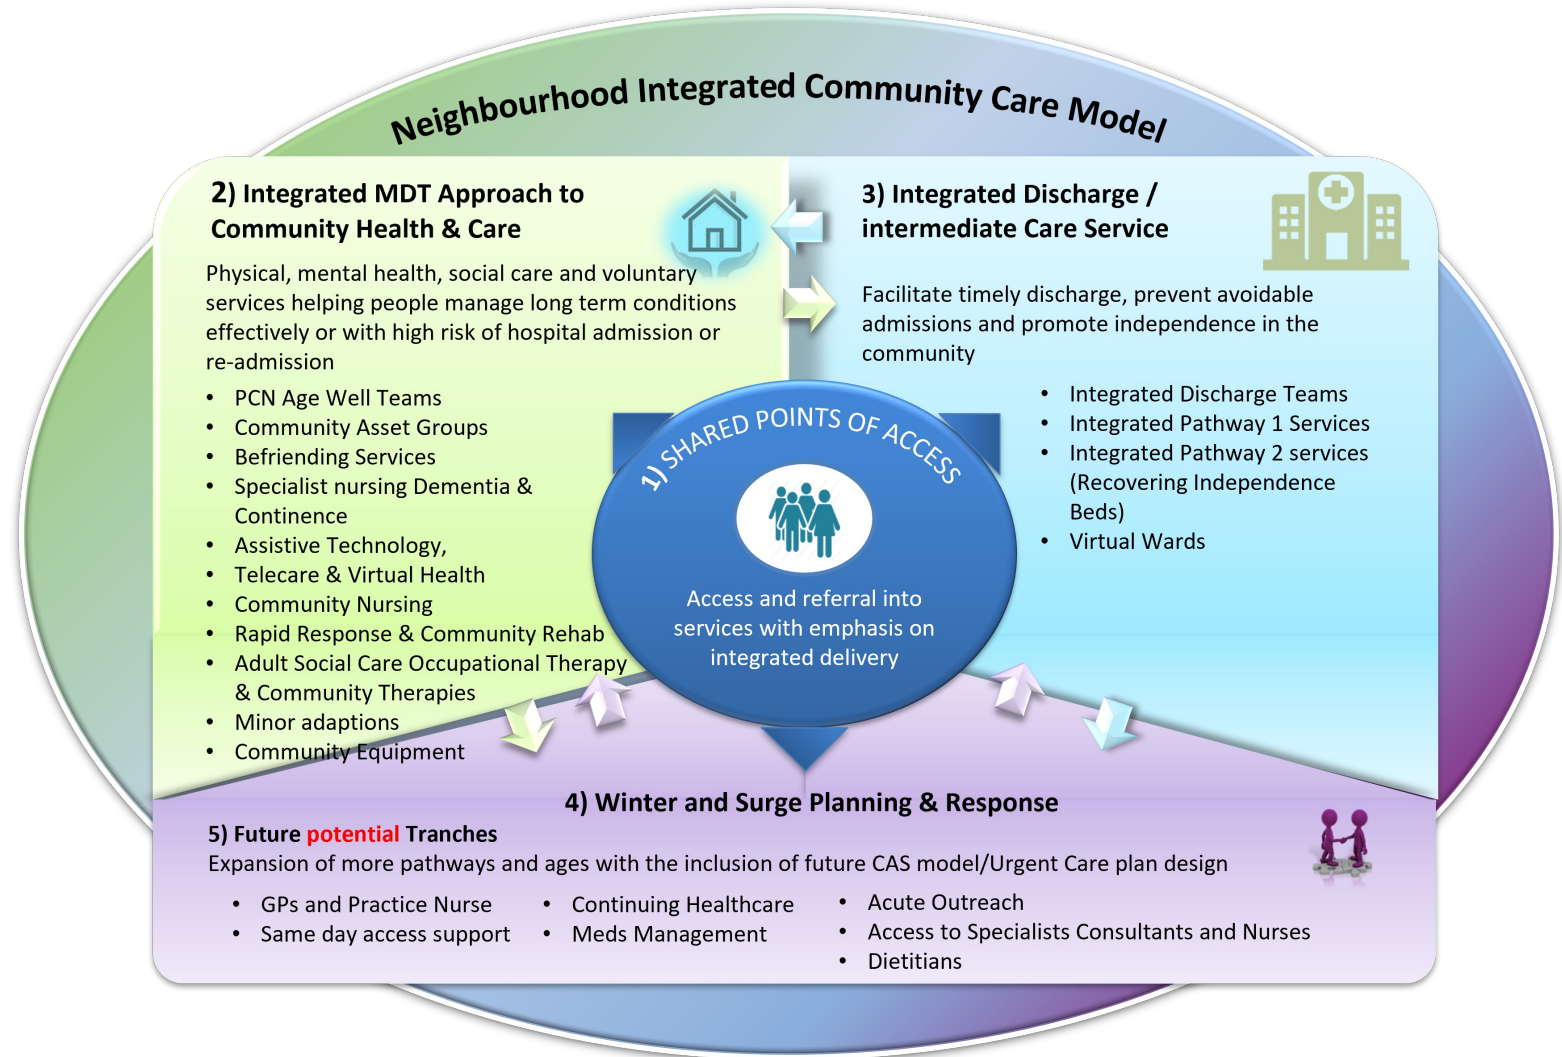 Neighbourhood Integrated Community Care Model
2) Integrated MDT Approach to
Community Health & Care
Physical, mental health, social care and voluntary
services helping people manage long term conditions
effectively or with high risk of hospital admission or
re-admission
• PCN Age Well Teams
• Community Asset Groups
• Befriending Services
• Specialist nursing Dementia &
Continence
• Assistive Technology,
• Telecare & Virtual Health
• Community Nursing
• Rapid Response & Community Rehab
• Adult Social Care Occupational Therapy
& Community Therapies
• Minor adaptions
• Community Equipment
3) Integrated Discharge /
intermediate Care Service
Facilitate timely discharge, prevent avoidable
admissions and promote independence in the
community
• Integrated Discharge Teams
• Integrated Pathway 1 Services
• Integrated Pathway 2 services
(Recovering Independence
Beds)
• Virtual Wards
1) SHARED POINTS OF ACCESS
Access and referral into
services with emphasis on
integrated delivery
4) Winter and Surge Planning & Response
5) Future potential Tranches
Expansion of more pathways and ages with the inclusion of future CAS model/Urgent Care plan design
• GPs and Practice Nurse
• Same day access support
• Continuing Healthcare
• Meds Management
• Acute Outreach
• Access to Specialists Consultants and Nurses
• Dietitians